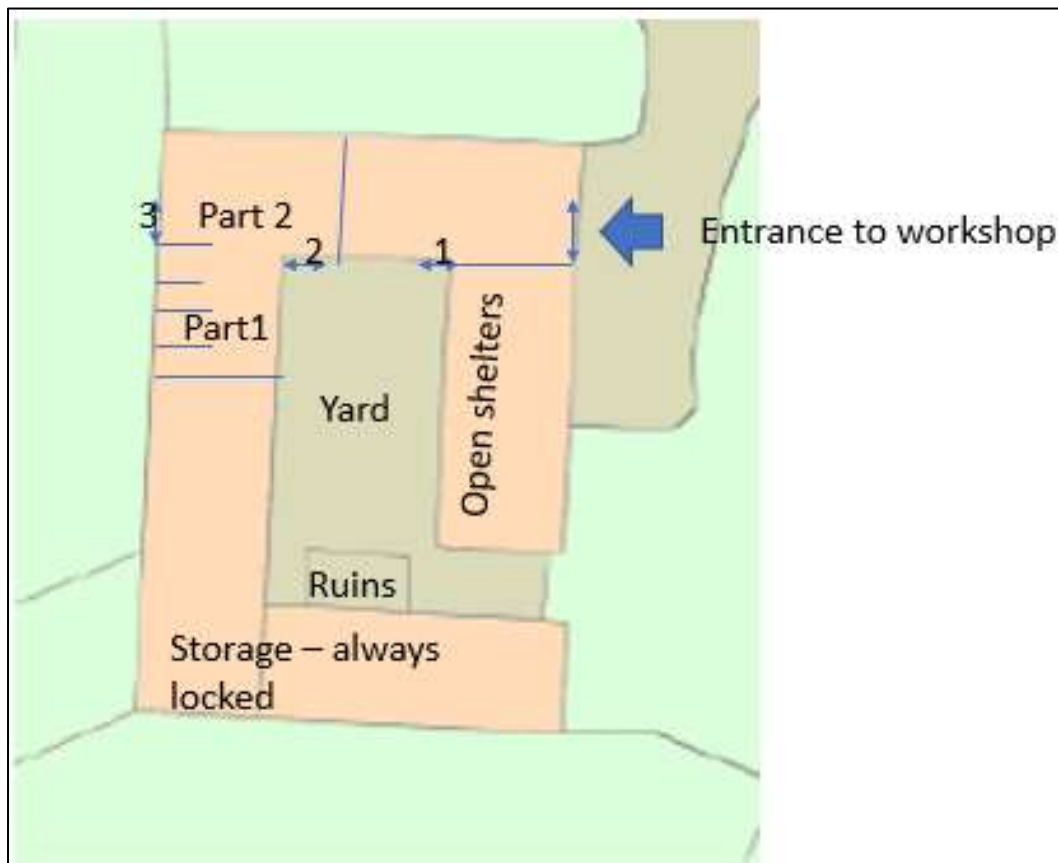 3
Part 2
2
1
Entrance to workshop
Part1
Open shelters
Yard
Ruins
Storage – always
locked